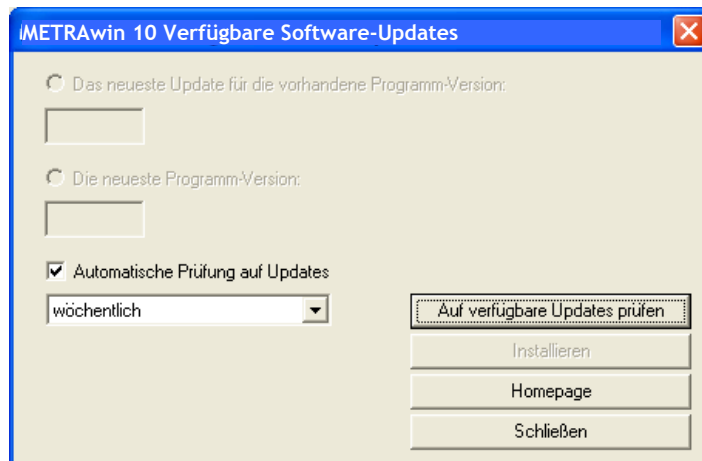 METRAwin 10 Verfügbare Software-Updates
Das neueste Update für die vorhandene Programm-Version:
Die neueste Programm-Version:
Automatische Prüfung auf Updates
wöchentlich
Auf verfügbare Updates prüfen
Installieren
Homepage
Schließen